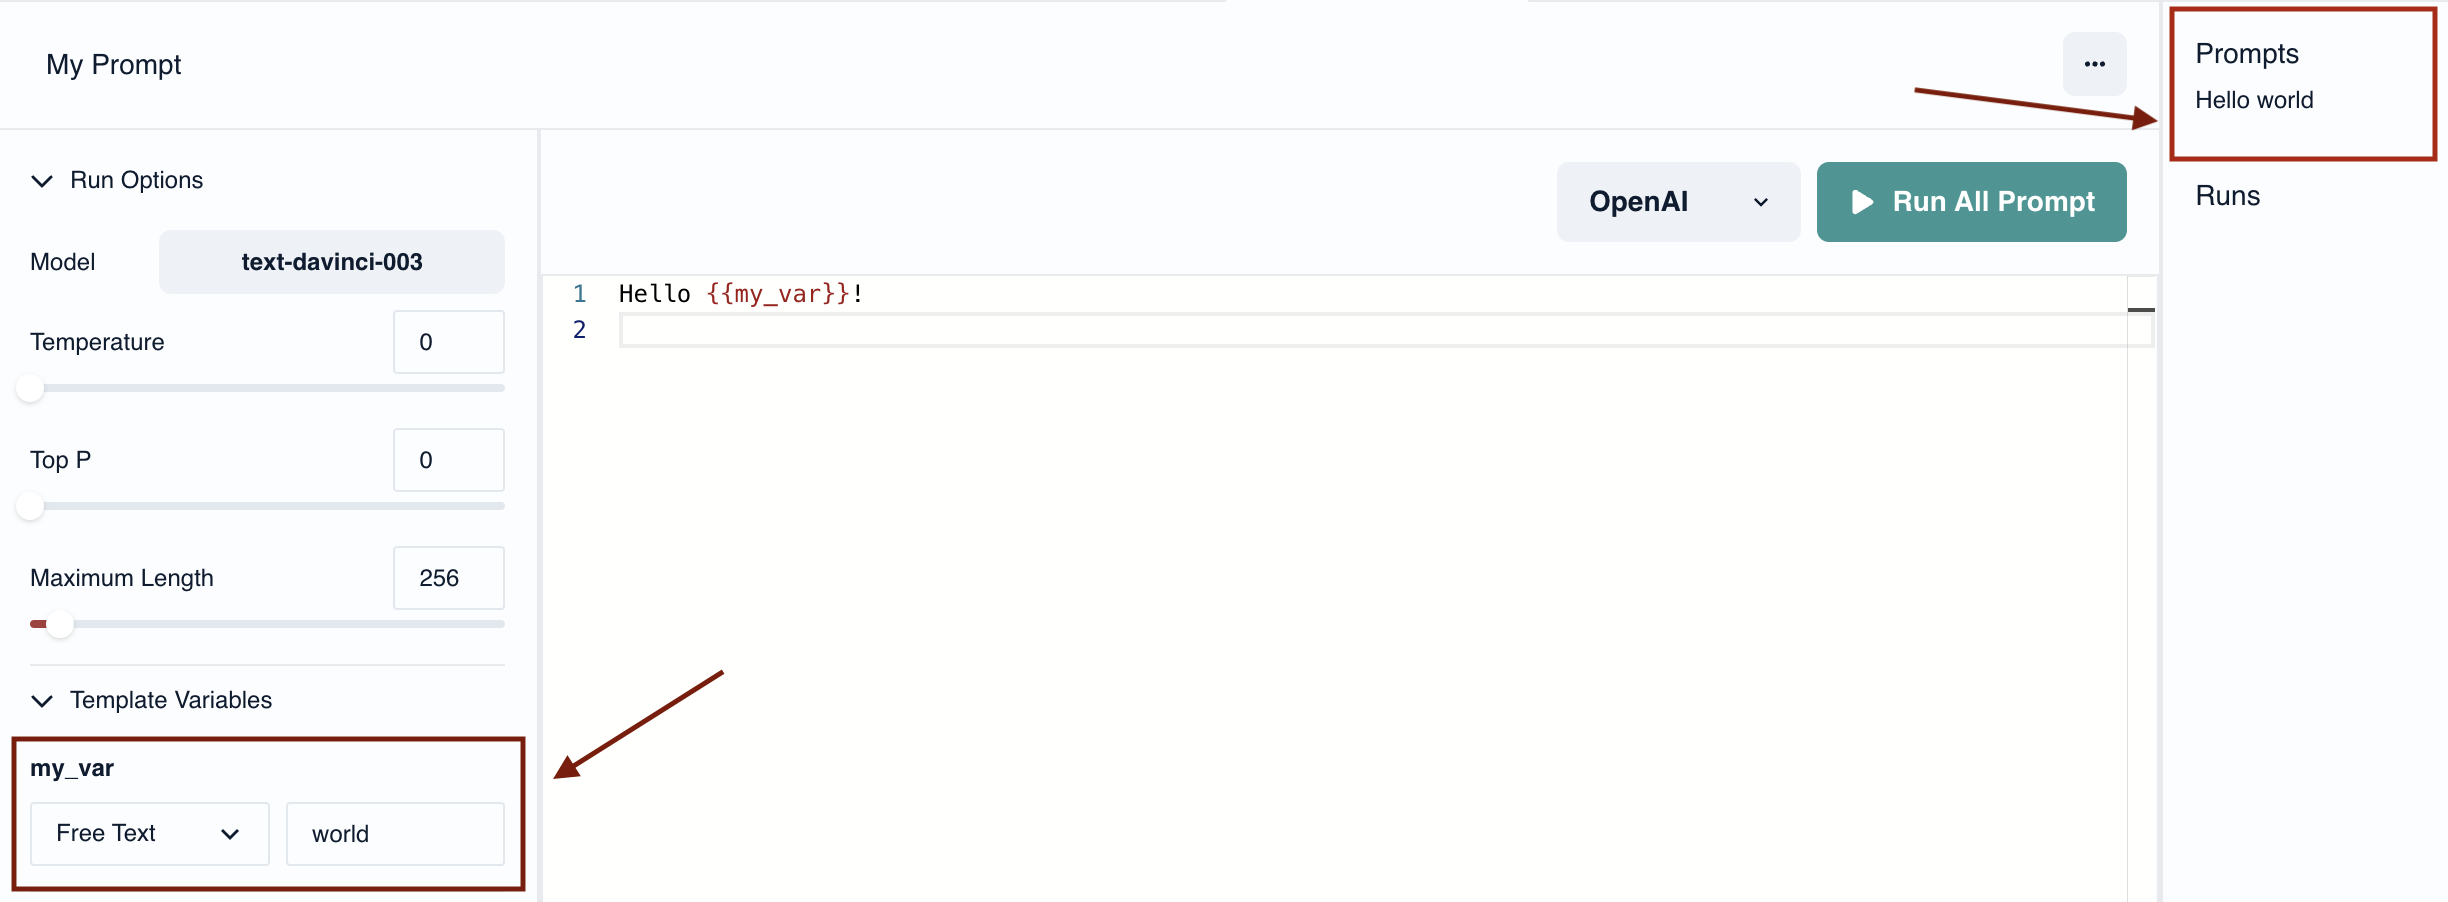 My Prompt
...
Run Options
Model
text-davinci-003
Temperature
0
Top P
0
Maximum Length
256
Template Variables
my_var
Free Text
world
OpenAI
Run All Prompt
1 Hello {{my_var}}!
2
Prompts
Hello world
Runs